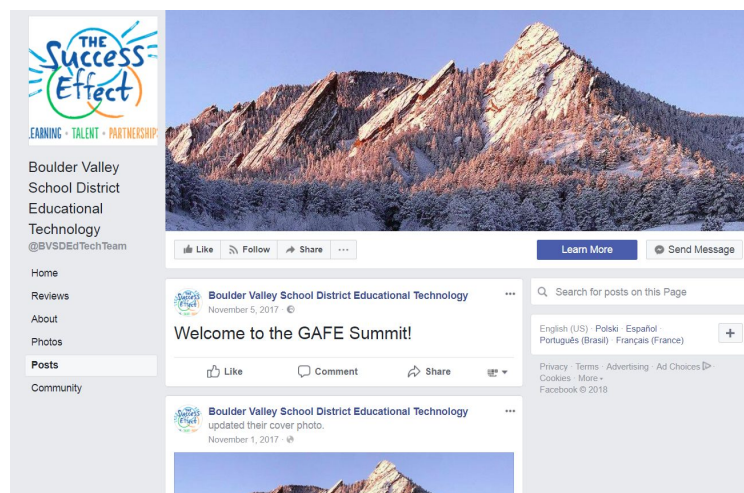 THE
Success
Effect
LEARNING • TALENT • PARTNERSHIP
Boulder Valley
School District
Educational
Technology
@BVSDEdTechTeam
Home
Reviews
About
Photos
Posts
Community
Like Follow Share ...
Learn More Send Message
Boulder Valley School District Educational Technology ...
November 5, 2017 ·
Welcome to the GAFE Summit!
Like Comment Share
Boulder Valley School District Educational Technology ...
updated their cover photo.
November 1, 2017 ·
Search for posts on this Page
English (US) · Polski · Español ·
Português (Brasil) · Français (France)
+
Privacy · Terms · Advertising · Ad Choices
Cookies · More
Facebook © 2018